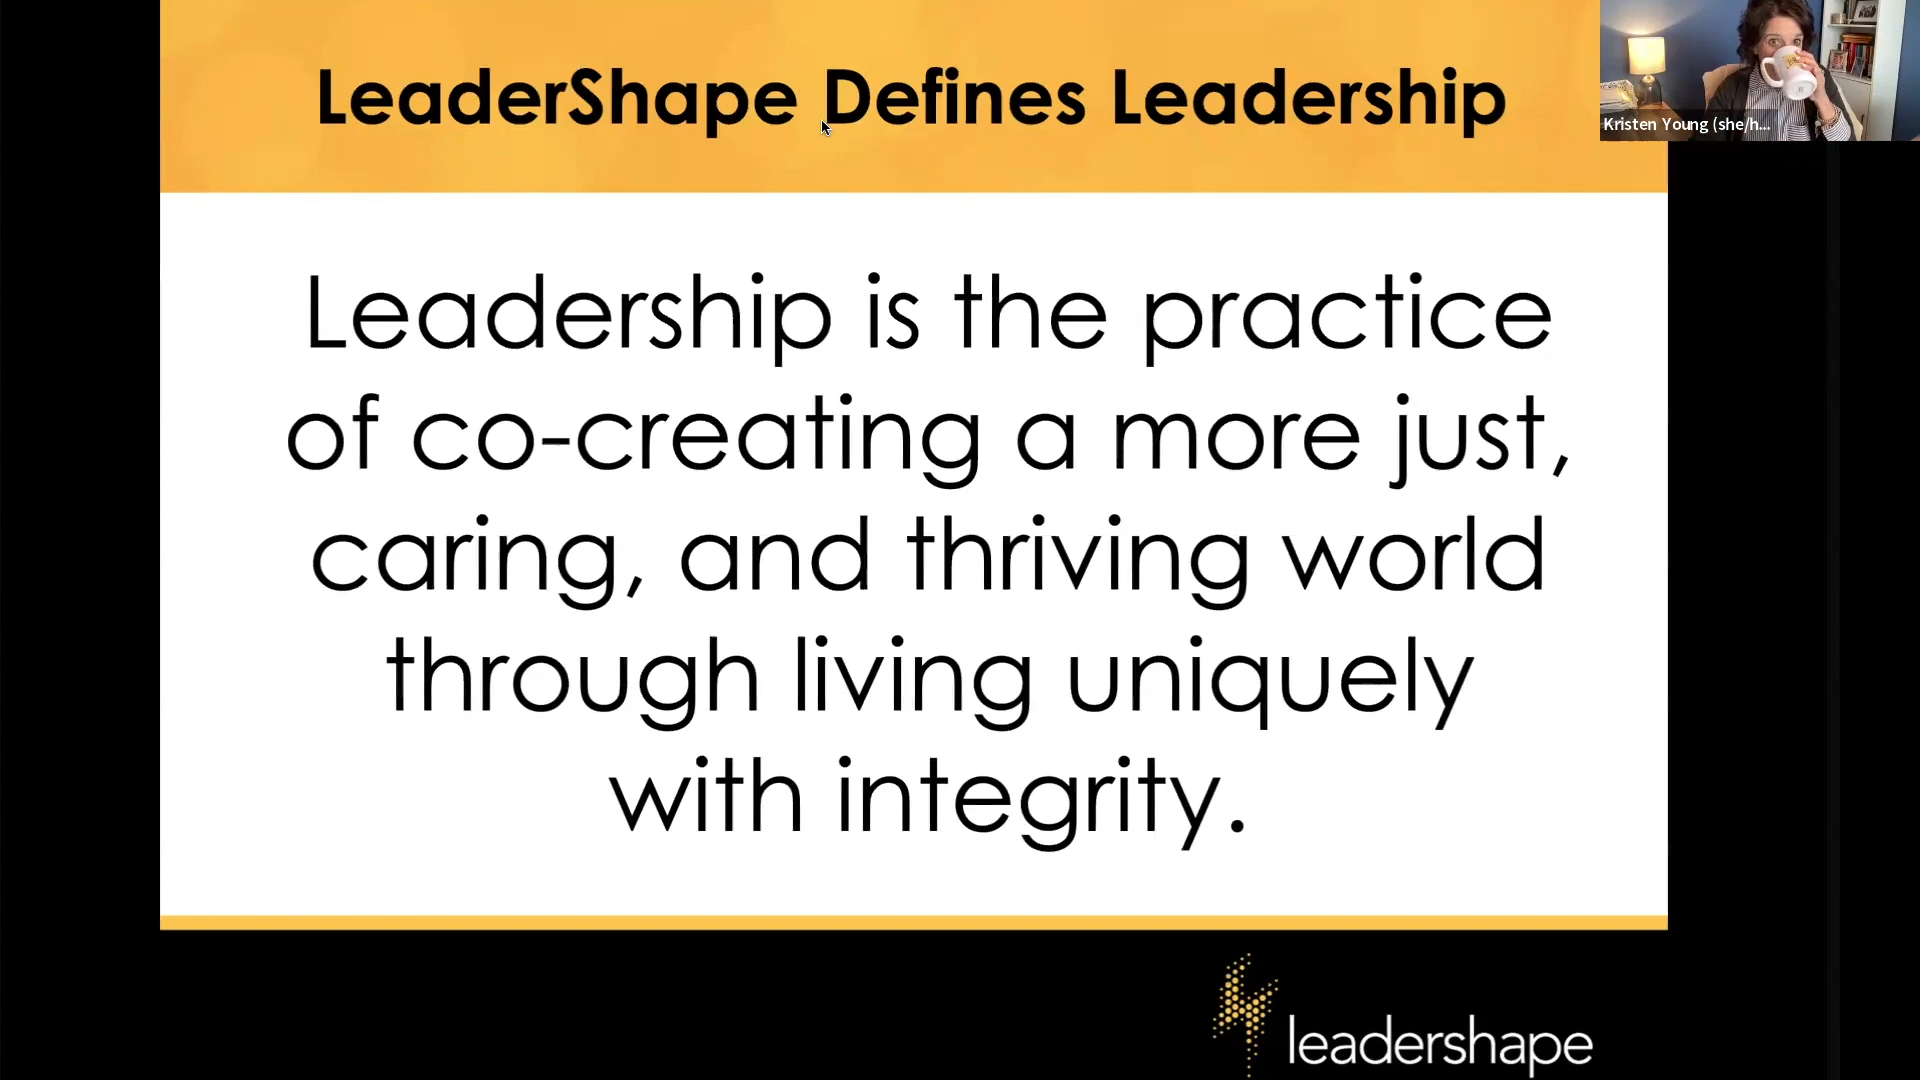 LeaderShape Defines Leadership
Kristen Young (she/h...
Leadership is the practice
of co-creating a more just,
caring, and thriving world
through living uniquely
with integrity.
leadershape